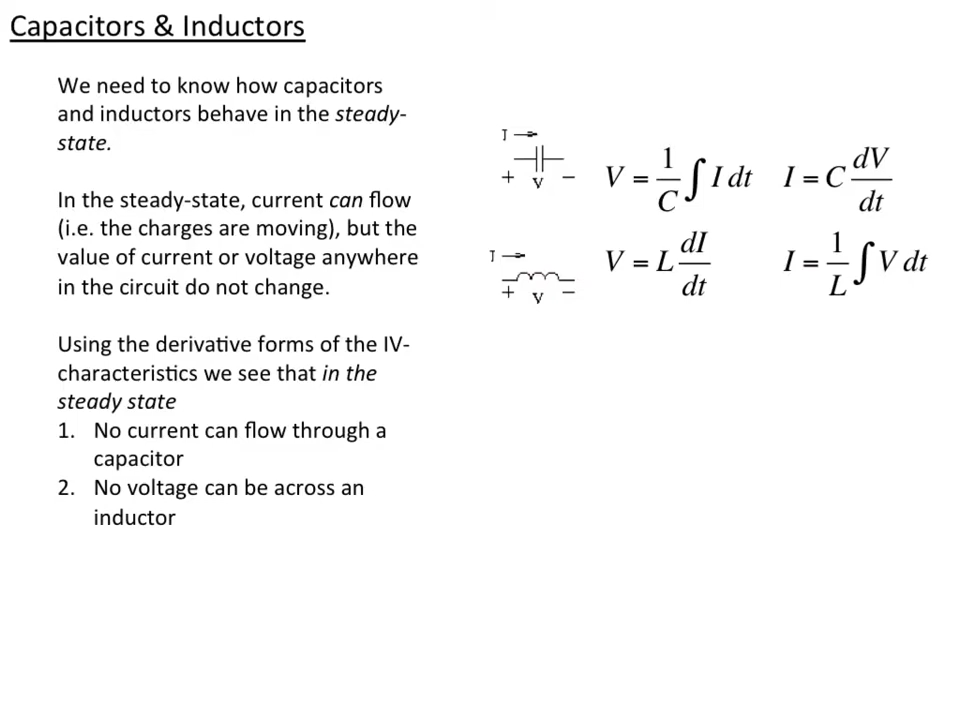 Capacitors & Inductors
We need to know how capacitors
and inductors behave in the steady-
state.
In the steady-state, current can flow
(i.e. the charges are moving), but the
value of current or voltage anywhere
in the circuit do not change.
Using the derivative forms of the IV-
characteristics we see that in the
steady state
1. No current can flow through a
capacitor
2. No voltage can be across an
inductor
I
+ V −
V = 1/C ∫ I dt I = C dV/dt
I
+ V −
V = L dI/dt I = 1/L ∫ V dt